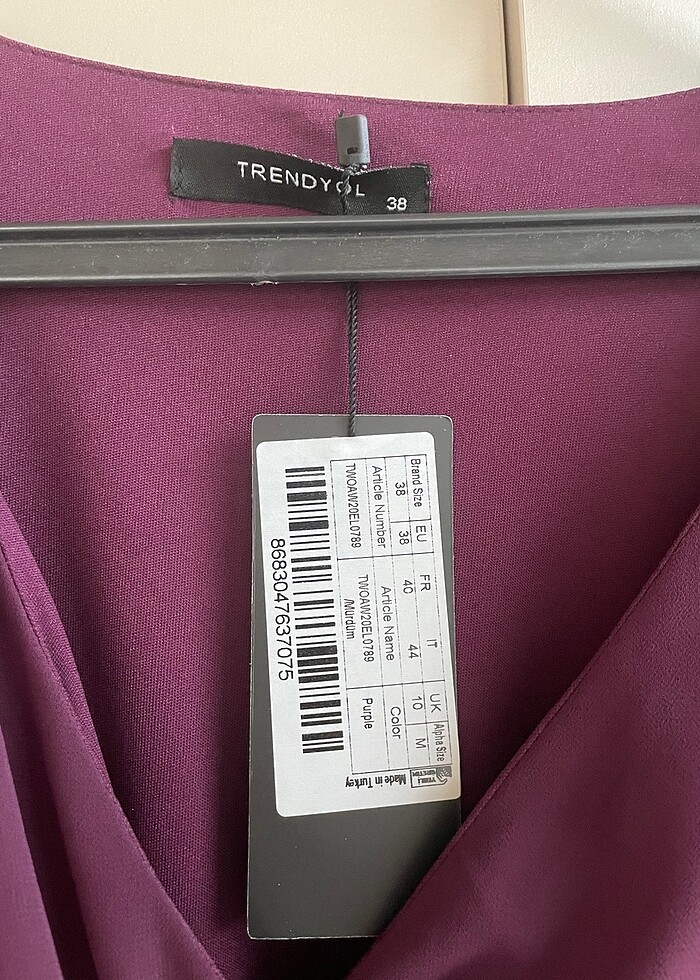 TRENDYOL
38
Brand Size EU FR IT UK Alpha Size
38 38 40 44 10 M
Article Number Article Name Color
TWOAW20EL0789 TWOAW20EL0789 Purple
/Mürdüm
8683047637075
Made in Turkey